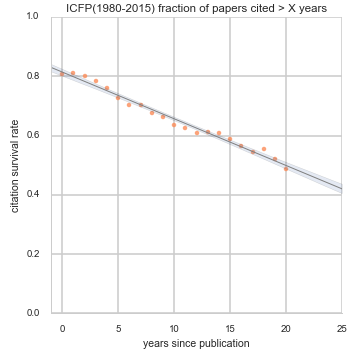 ICFP(1980-2015) fraction of papers cited > X years
1.0
0.8
0.6
0.4
0.2
0.0
citation survival rate
0 5 10 15 20 25
years since publication